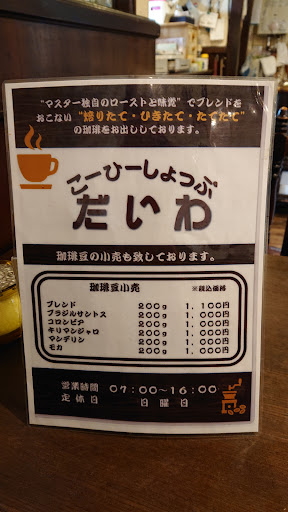 “マスター独自のローストと味覚”でブレンドを
おこない“焙りたて・ひきたて・たてたて”
の珈琲をお出ししております。
こーひーしょっぷ
だいわ
珈琲豆の小売も致しております。
珈琲豆小売 ※税込価格
ブレンド 200g 1,100円
ブラジルサントス 200g 1,000円
コロンビア 200g 1,000円
キリマンジャロ 200g 1,000円
マンデリン 200g 1,000円
モカ 200g 1,000円
営業時間 07:00〜16:00
定休日 日曜日